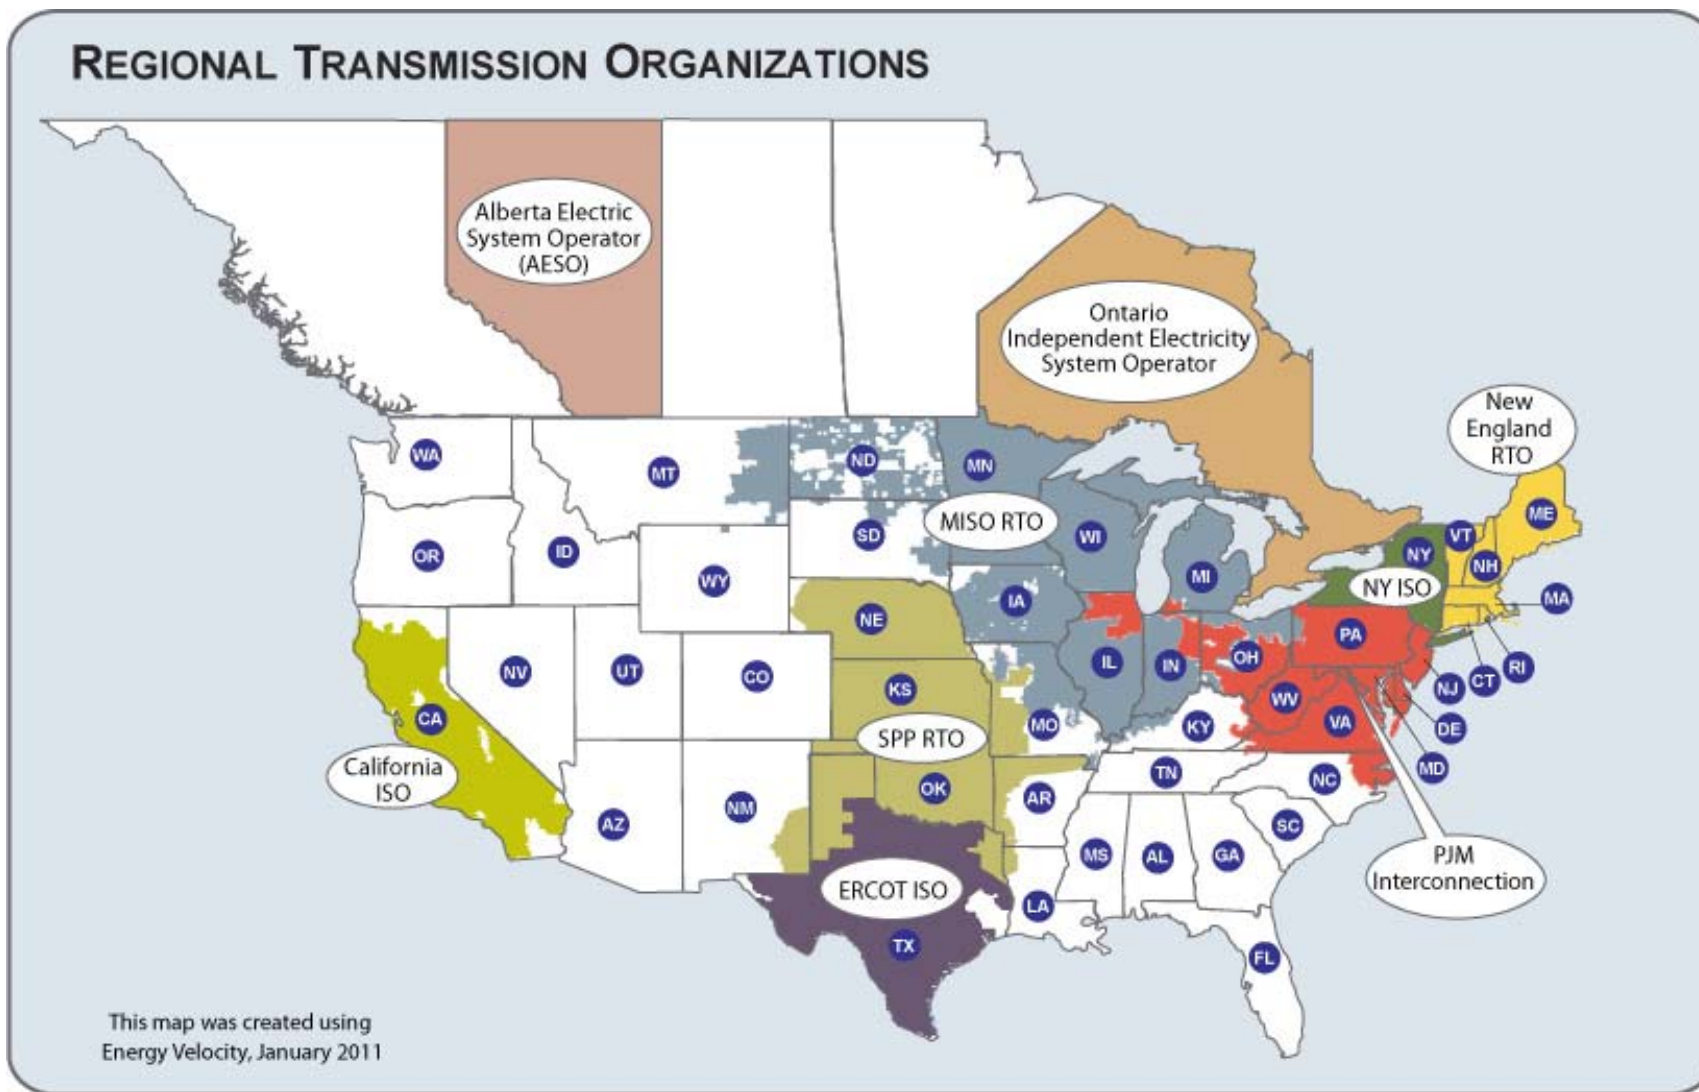 REGIONAL TRANSMISSION ORGANIZATIONS
Alberta Electric
System Operator
(AESO)
Ontario
Independent Electricity
System Operator
New
England
RTO
WA
MT
ND
MN
MISO RTO
ME
VT
NY
NH
OR
ID
SD
WI
WY
MI
NY ISO
MA
NE
IA
PA
NV
UT
CO
KS
IL
IN
OH
RI
CT
NJ
WV
CA
SPP RTO
MO
KY
VA
DE
MD
California
ISO
TN
NC
OK
AR
NM
AZ
SC
MS
AL
GA
PJM
Interconnection
ERCOT ISO
LA
TX
FL
This map was created using
Energy Velocity, January 2011